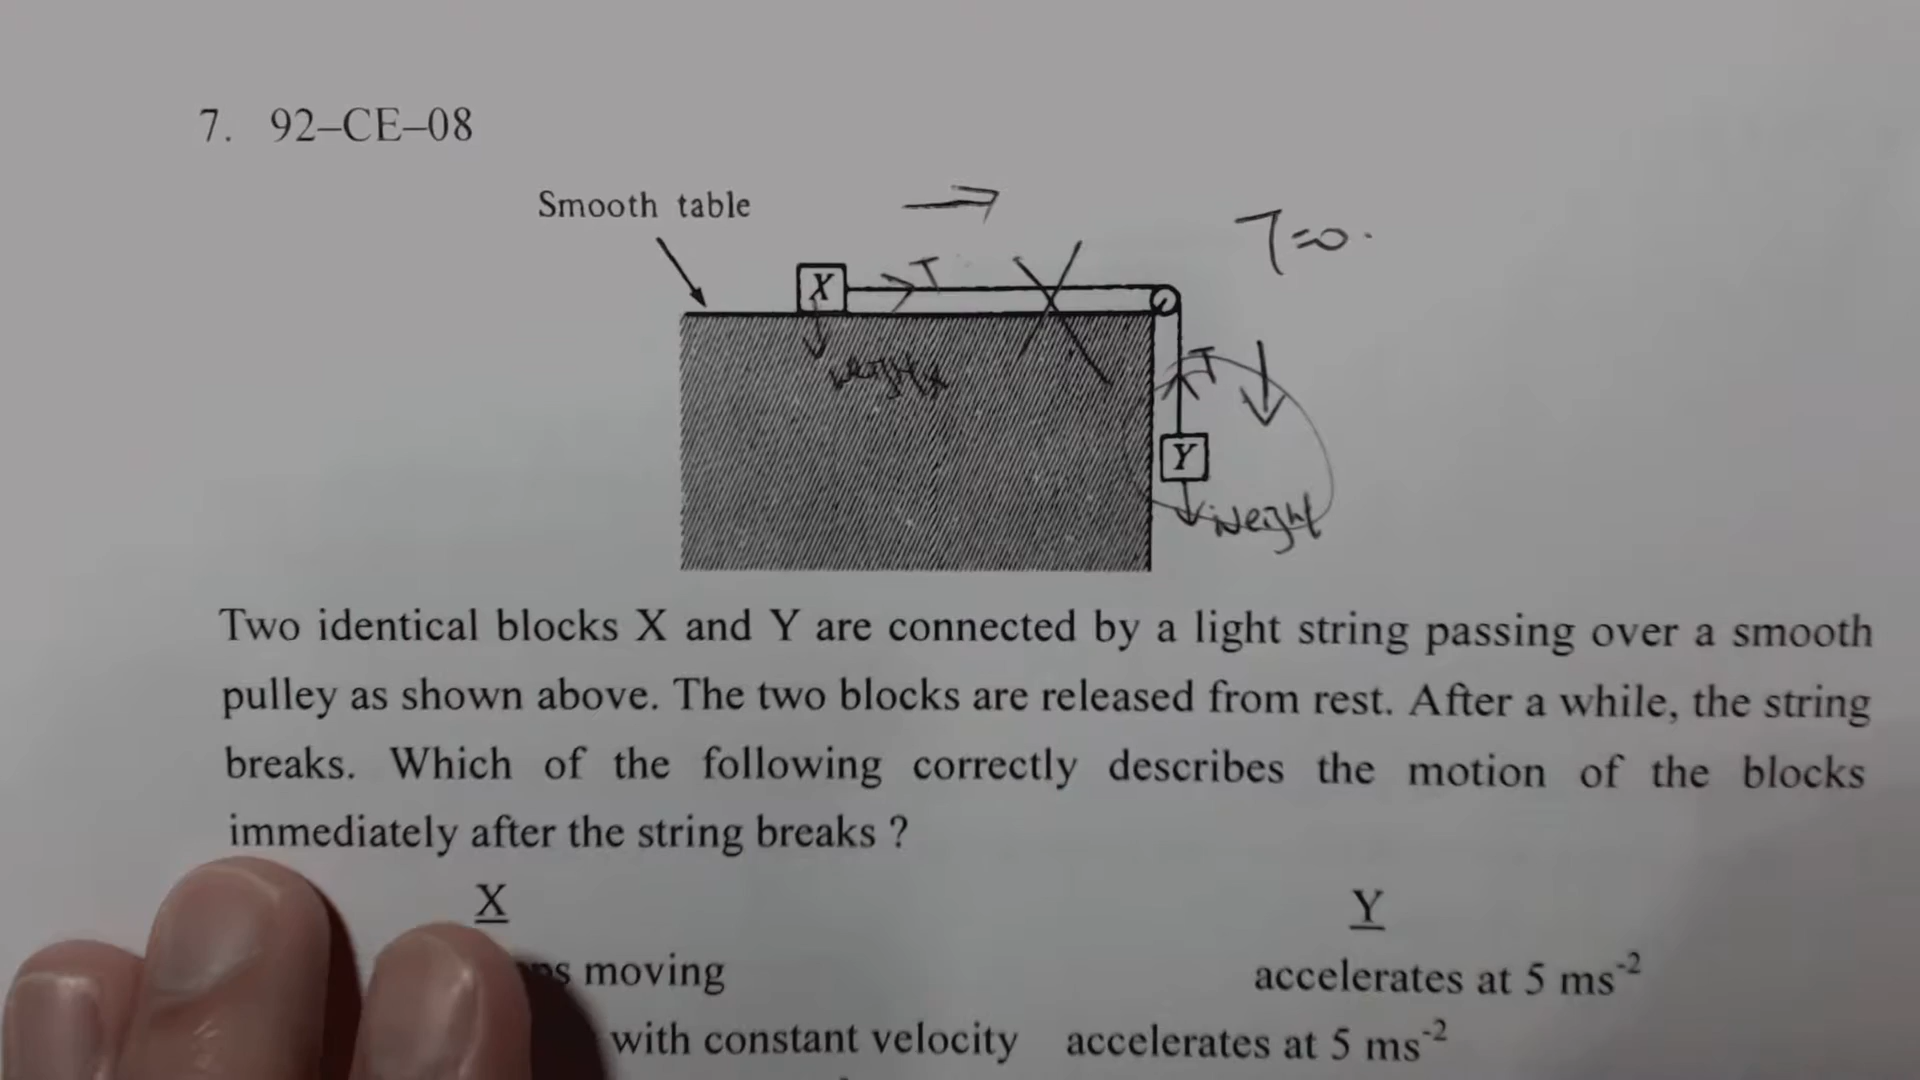 7. 92–CE–08
Smooth table
T=0.
X
T
weight
T
Y
weight
Two identical blocks X and Y are connected by a light string passing over a smooth
pulley as shown above. The two blocks are released from rest. After a while, the string
breaks. Which of the following correctly describes the motion of the blocks
immediately after the string breaks ?
X Y
moving accelerates at 5 ms⁻²
with constant velocity accelerates at 5 ms⁻²